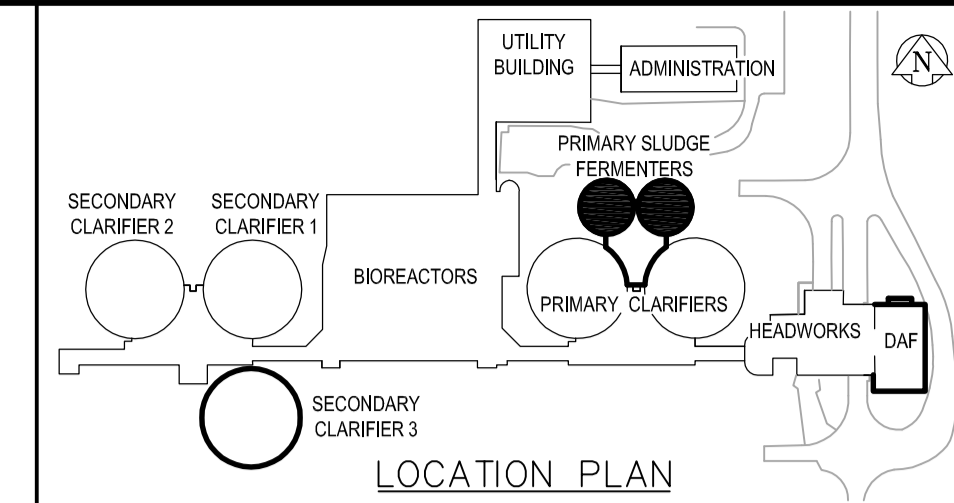 UTILITY
BUILDING
ADMINISTRATION
N
PRIMARY SLUDGE
FERMENTERS
SECONDARY
CLARIFIER 2
SECONDARY
CLARIFIER 1
BIOREACTORS
PRIMARY CLARIFIERS
HEADWORKS
DAF
SECONDARY
CLARIFIER 3
LOCATION PLAN